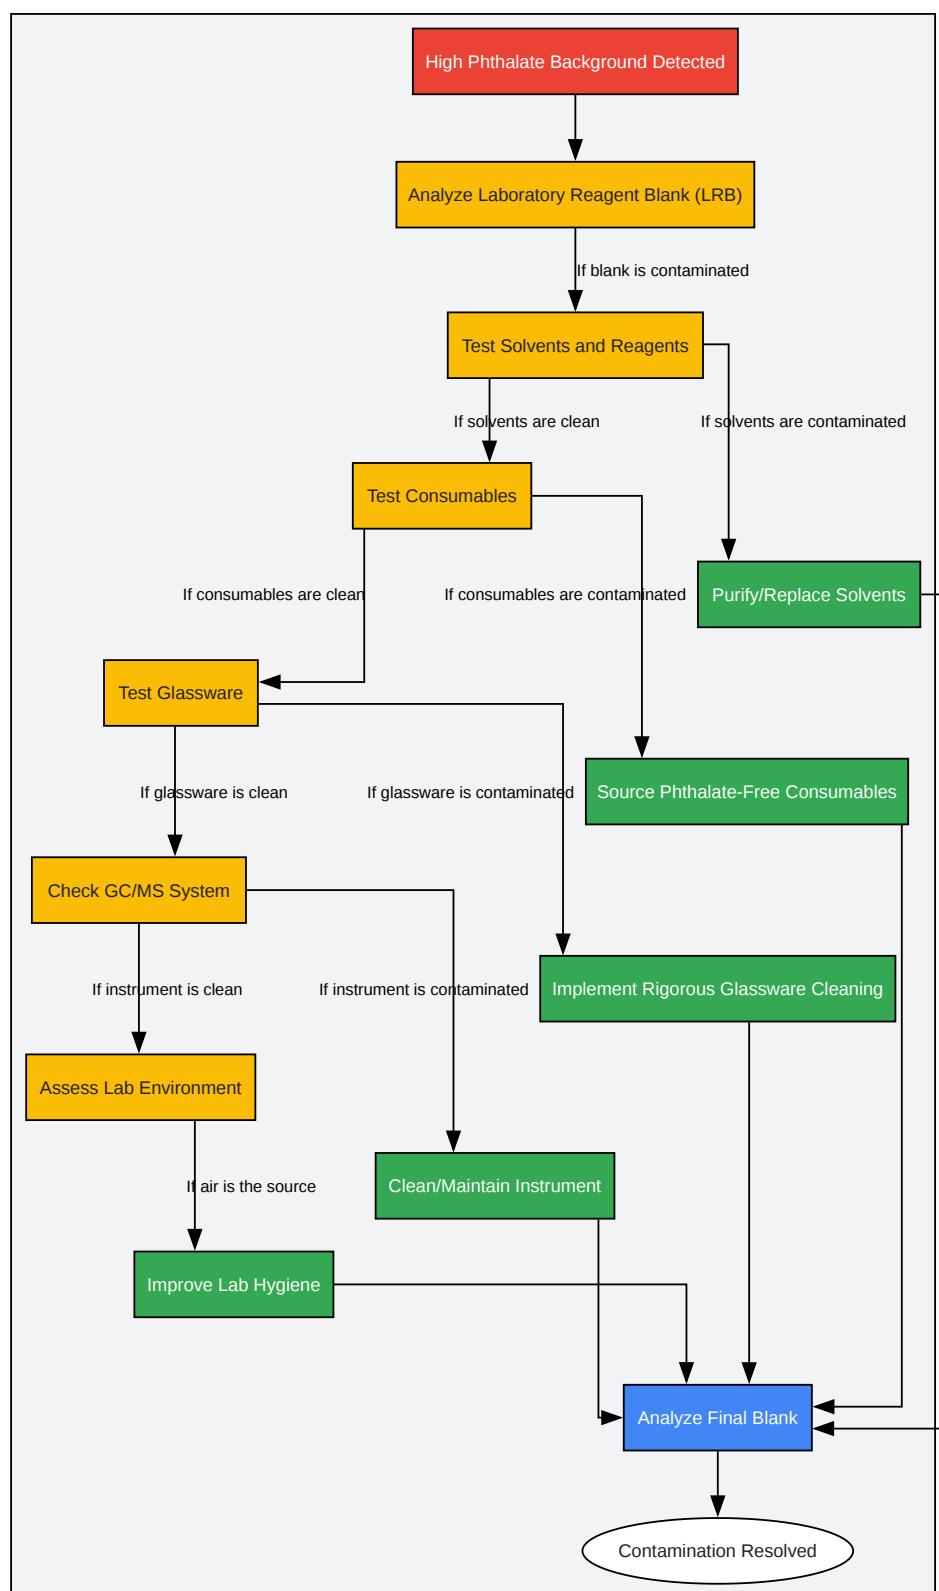 High Phthalate Background Detected
Analyze Laboratory Reagent Blank (LRB)
If blank is contaminated
Test Solvents and Reagents
If solvents are clean
If solvents are contaminated
Test Consumables
If consumables are clean
If consumables are contaminated
Purify/Replace Solvents
Test Glassware
If glassware is clean
If glassware is contaminated
Source Phthalate-Free Consumables
Check GC/MS System
If instrument is clean
If instrument is contaminated
Implement Rigorous Glassware Cleaning
Assess Lab Environment
If air is the source
Clean/Maintain Instrument
Improve Lab Hygiene
Analyze Final Blank
Contamination Resolved